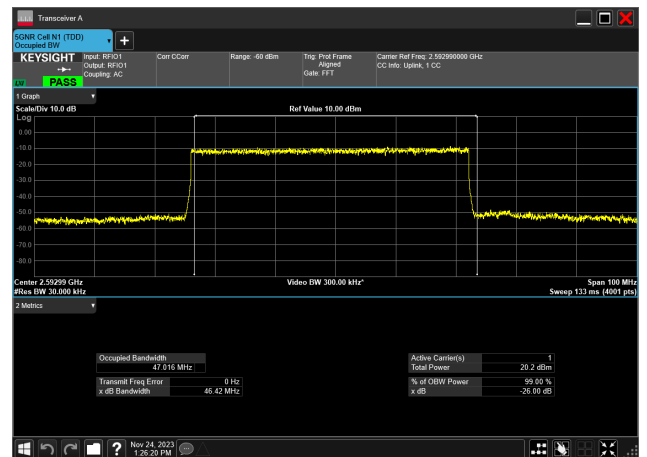 Transceiver A
5GNR Cell N1 (TDD)
Occupied BW
KEYSIGHT
PASS
Input: RFIO1
Output: RFIO1
Coupling: AC
Corr CCorr
Range: -60 dBm
Trig: Prot Frame
Aligned
Gate: FFT
Carrier Ref Freq: 2.592990000 GHz
CC Info: Uplink, 1 CC
1 Graph
Scale/Div 10.0 dB
Ref Value 10.00 dBm
Log
0.00
-10.0
-20.0
-30.0
-40.0
-50.0
-60.0
-80.0
Center 2.59299 GHz
Video BW 300.00 kHz*
Span 100 MHz
#Res BW 30.000 kHz
Sweep 133 ms (4001 pts)
2 Metrics
Occupied Bandwidth
47.016 MHz
Active Carrier(s) 1
Total Power 20.2 dBm
Transmit Freq Error 0 Hz
x dB Bandwidth 46.42 MHz
% of OBW Power 99.00 %
x dB -26.00 dB
Nov 24, 2023
1:26:20 PM